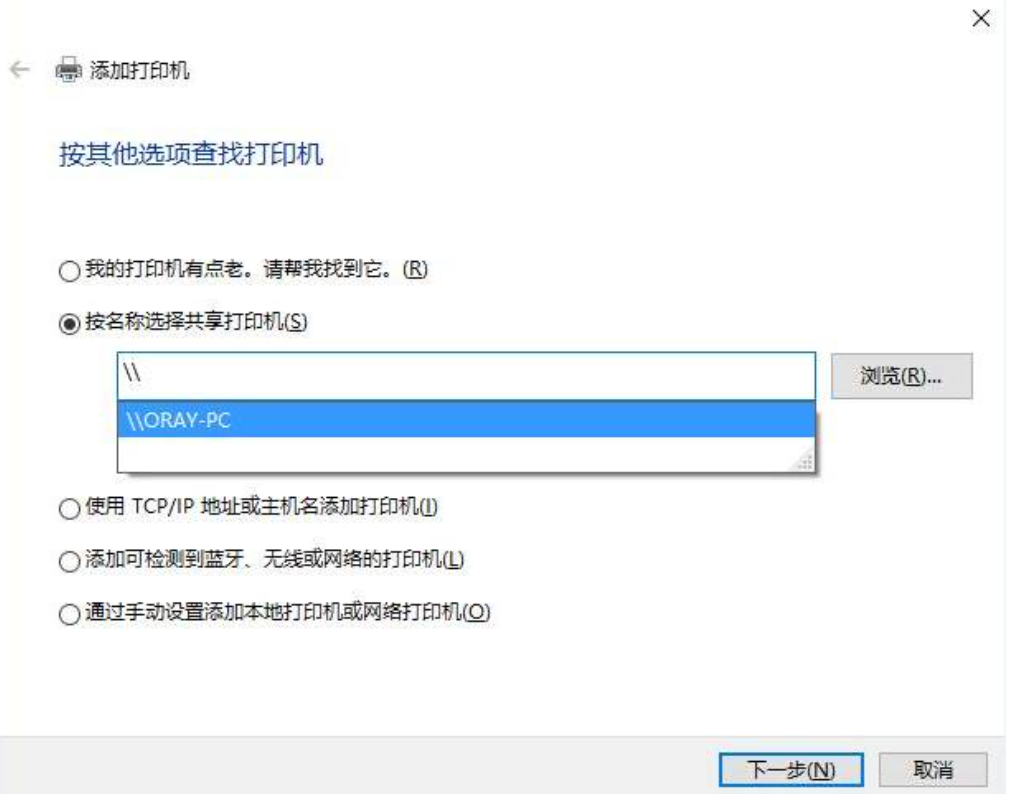 添加打印机
按其他选项查找打印机
我的打印机有点老。请帮我找到它。(R)
按名称选择共享打印机(S)
\\
浏览(R)...
\\ORAY-PC
使用 TCP/IP 地址或主机名添加打印机(I)
添加可检测到蓝牙、无线或网络的打印机(L)
通过手动设置添加本地打印机或网络打印机(O)
下一步(N)
取消